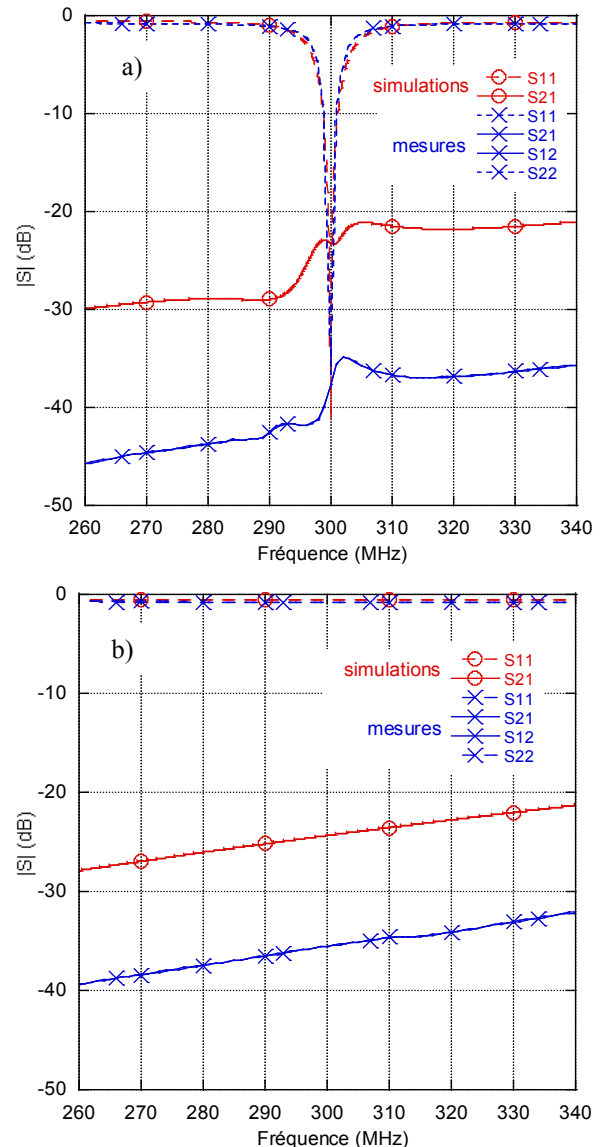 0
a)
simulations
S11
S21
-10
mesures
S11
S21
S12
S22
-20
|S| (dB)
-30
-40
-50
260 270 280 290 300 310 320 330 340
Fréquence (MHz)
0
b)
simulations
S11
S21
-10
mesures
S11
S21
S12
S22
-20
|S| (dB)
-30
-40
-50
260 270 280 290 300 310 320 330 340
Fréquence (MHz)